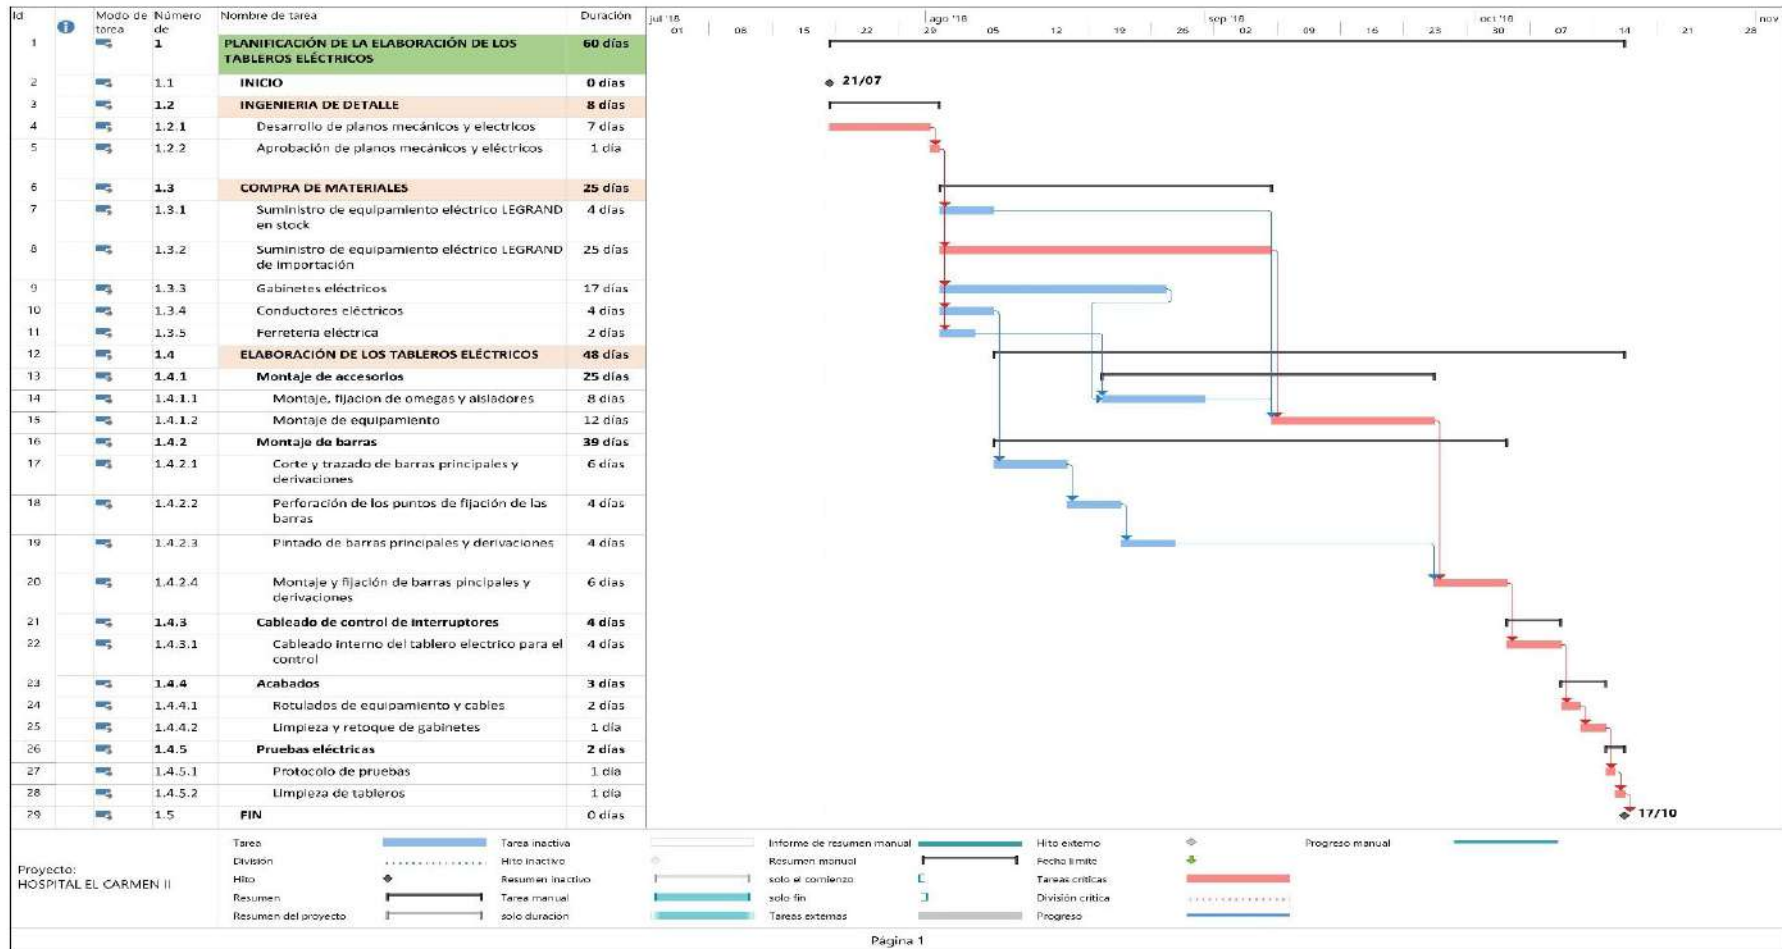 Id
Modo de tarea
Número de
Nombre de tarea
Duración
jul '18
ago '18
sep '18
oct '18
nov
01 08 15 22 29 05 12 19 26 02 09 16 23 30 07 14 21 28
1 1 PLANIFICACIÓN DE LA ELABORACIÓN DE LOS 60 días
TABLEROS ELÉCTRICOS
2 1.1 INICIO 0 días 21/07
3 1.2 INGENIERIA DE DETALLE 8 días
4 1.2.1 Desarrollo de planos mecánicos y electricos 7 días
5 1.2.2 Aprobación de planos mecánicos y eléctricos 1 día
6 1.3 COMPRA DE MATERIALES 25 días
7 1.3.1 Suministro de equipamiento eléctrico LEGRAND 4 días
en stock
8 1.3.2 Suministro de equipamiento eléctrico LEGRAND 25 días
de importación
9 1.3.3 Gabinetes eléctricos 17 días
10 1.3.4 Conductores eléctricos 4 días
11 1.3.5 Ferretería eléctrica 2 días
12 1.4 ELABORACIÓN DE LOS TABLEROS ELÉCTRICOS 48 días
13 1.4.1 Montaje de accesorios 25 días
14 1.4.1.1 Montaje, fijacion de omegas y aisladores 8 días
15 1.4.1.2 Montaje de equipamiento 12 días
16 1.4.2 Montaje de barras 39 días
17 1.4.2.1 Corte y trazado de barras principales y 6 días
derivaciones
18 1.4.2.2 Perforación de los puntos de fijación de las 4 días
barras
19 1.4.2.3 Pintado de barras principales y derivaciones 4 días
20 1.4.2.4 Montaje y fijación de barras pincipales y 6 días
derivaciones
21 1.4.3 Cableado de control de interruptores 4 días
22 1.4.3.1 Cableado interno del tablero electrico para el 4 días
control
23 1.4.4 Acabados 3 días
24 1.4.4.1 Rotulados de equipamiento y cables 2 días
25 1.4.4.2 Limpieza y retoque de gabinetes 1 día
26 1.4.5 Pruebas eléctricas 2 días
27 1.4.5.1 Protocolo de pruebas 1 día
28 1.4.5.2 Limpieza de tableros 1 día
29 1.5 FIN 0 días 17/10
Proyecto:
HOSPITAL EL CARMEN II
Tarea Tarea inactiva Informe de resumen manual Hito externo Progreso manual
División Hito inactivo Resumen manual Fecha límite
Hito Resumen inactivo solo el comienzo Tareas críticas
Resumen Tarea manual solo fin División crítica
Resumen del proyecto solo duración Tareas externas Progreso
Página 1